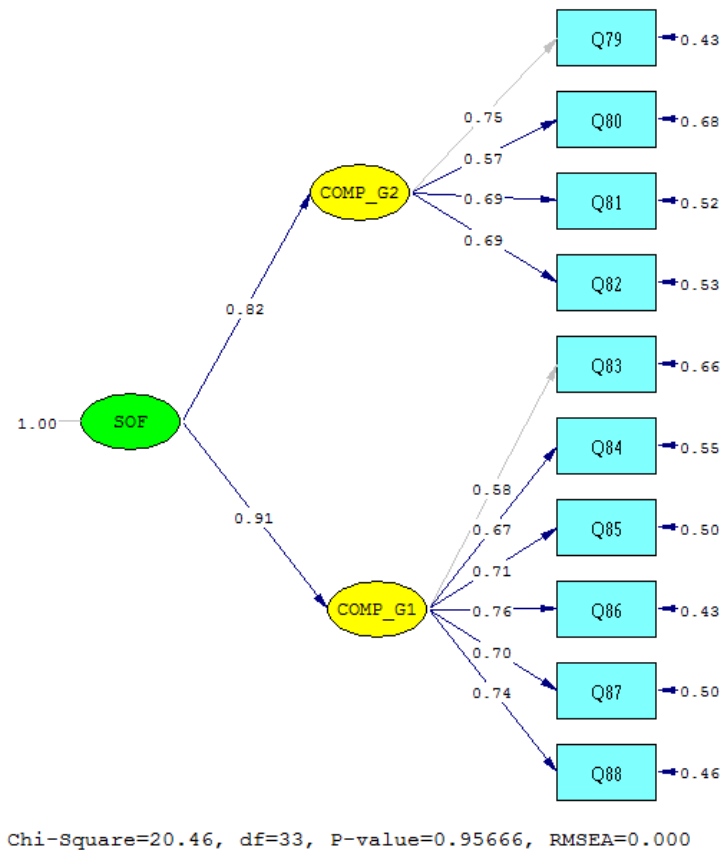 Q79
0.43
0.75
Q80
0.68
0.57
COMP_G2
0.69
Q81
0.52
0.69
Q82
0.53
0.82
Q83
0.66
1.00
SOF
Q84
0.55
0.58
0.91
0.67
Q85
0.50
0.71
COMP_G1
0.76
Q86
0.43
0.70
Q87
0.50
0.74
Q88
0.46
Chi-Square=20.46, df=33, P-value=0.95666, RMSEA=0.000